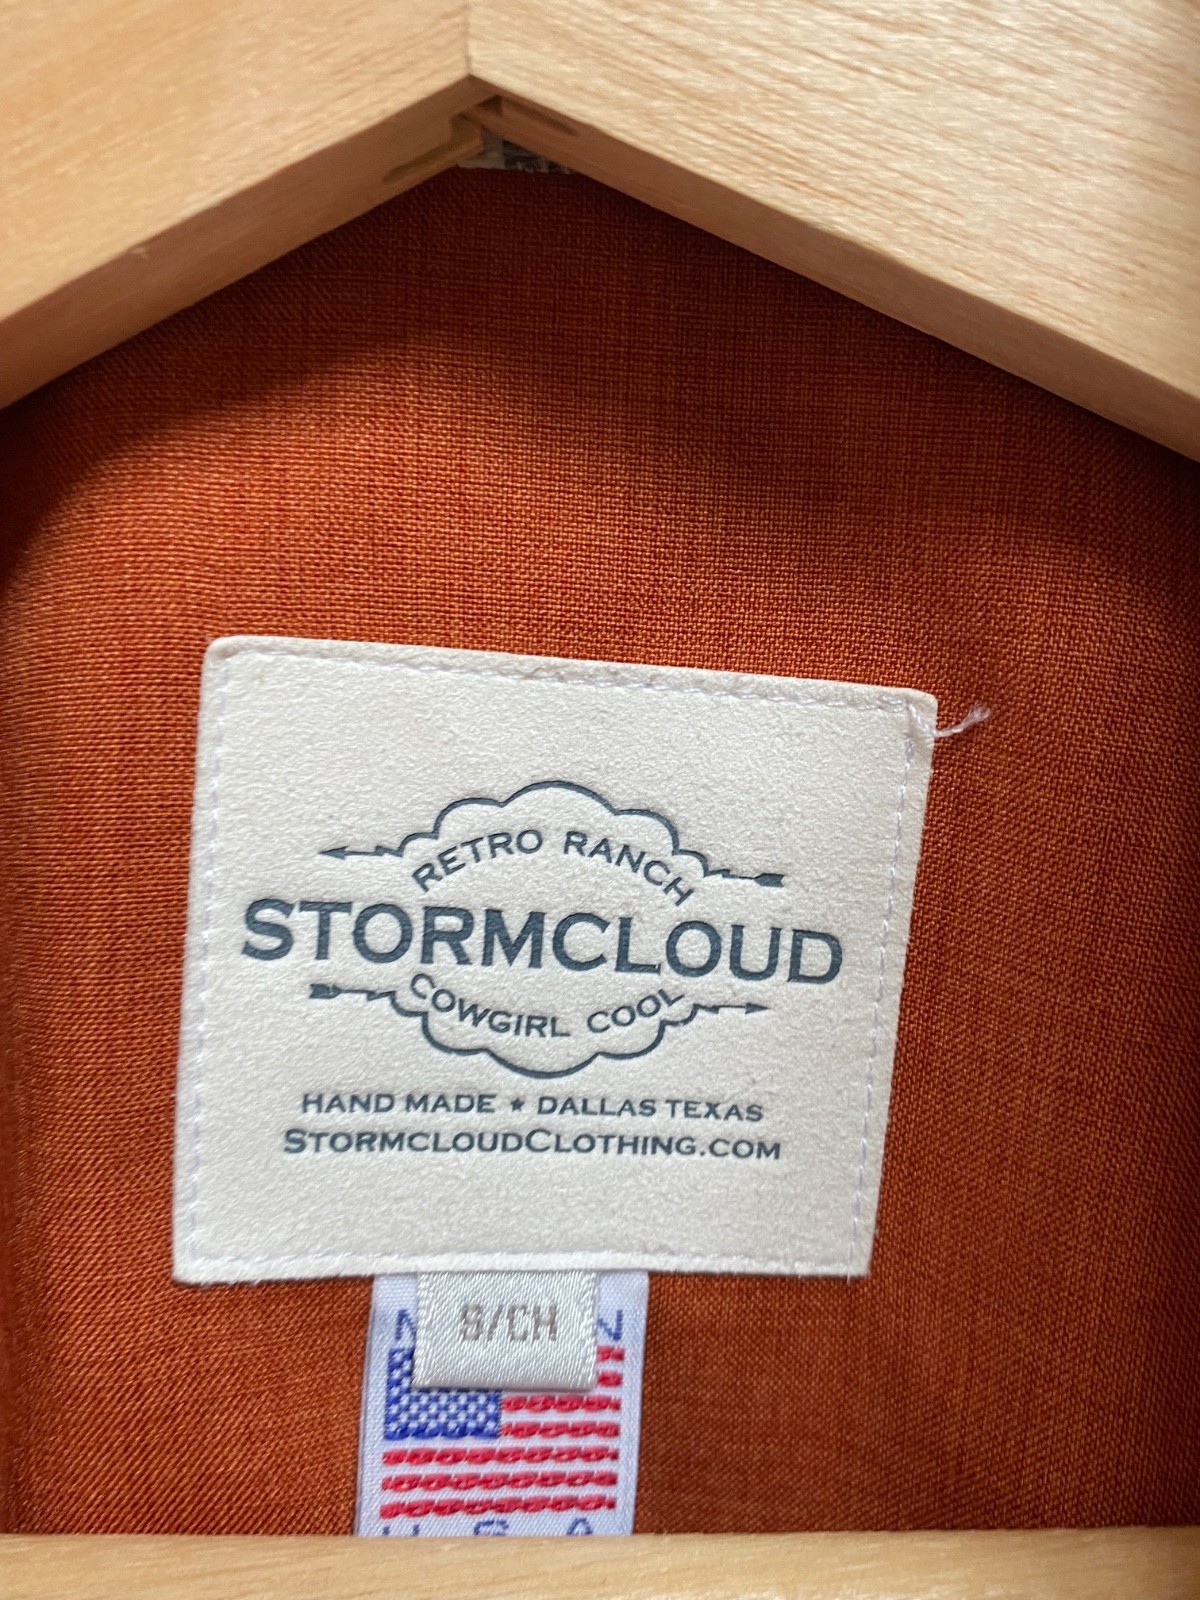 RETRO RANCH
STORMCLOUD
COWGIRL COOL
HAND MADE ★ DALLAS TEXAS
STORMCLOUDCLOTHING.COM
S/CH
U S A